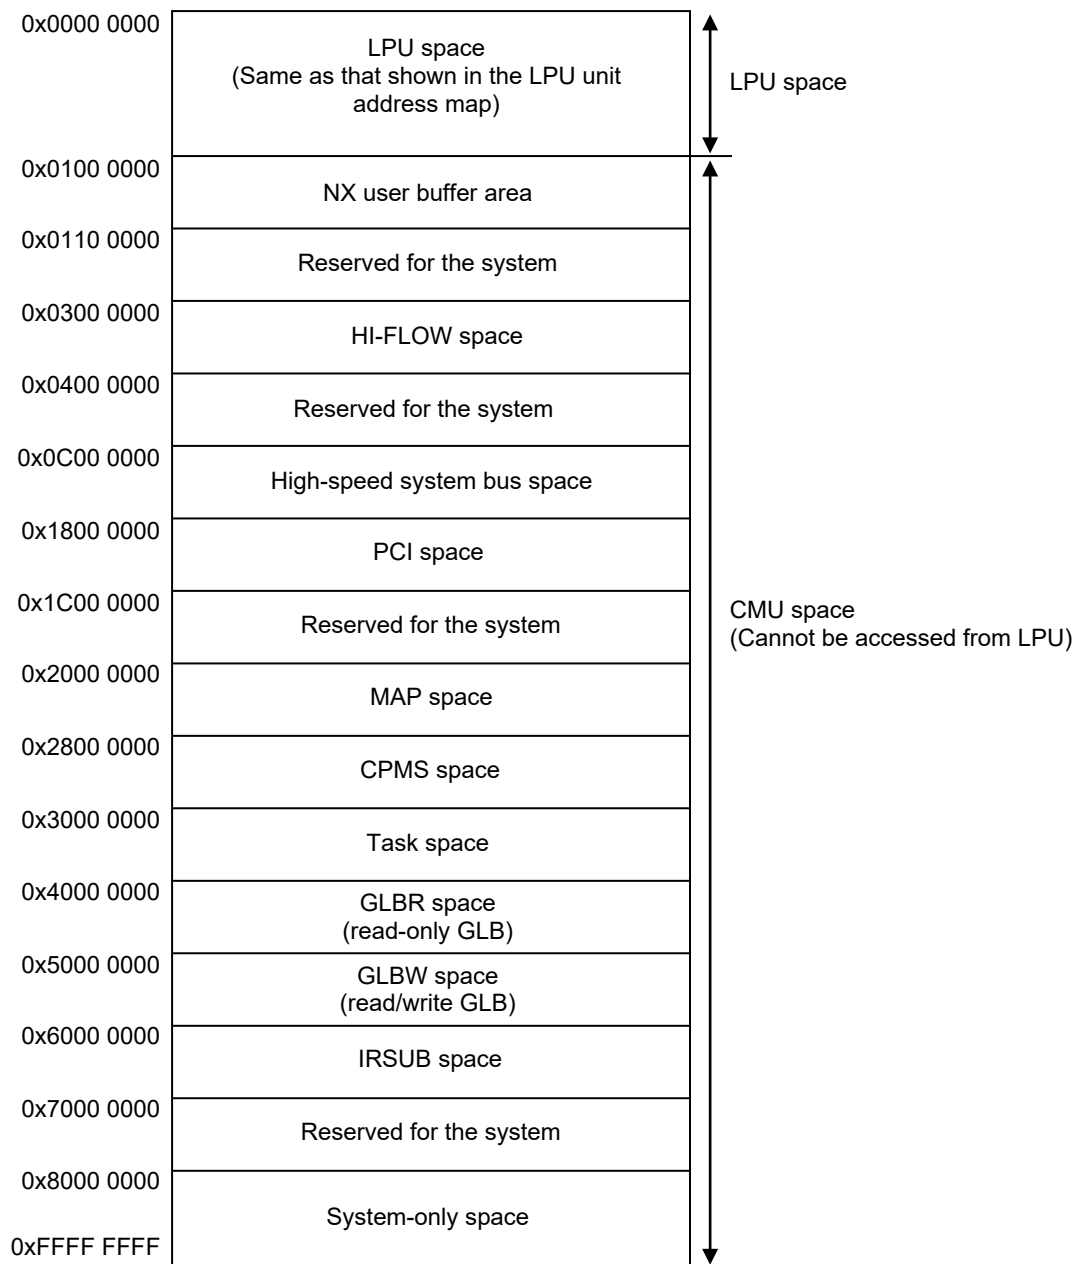 0x0000 0000
LPU space
(Same as that shown in the LPU unit
address map)
LPU space
0x0100 0000
NX user buffer area
0x0110 0000
Reserved for the system
0x0300 0000
HI-FLOW space
0x0400 0000
Reserved for the system
0x0C00 0000
High-speed system bus space
0x1800 0000
PCI space
0x1C00 0000
Reserved for the system
CMU space
(Cannot be accessed from LPU)
0x2000 0000
MAP space
0x2800 0000
CPMS space
0x3000 0000
Task space
0x4000 0000
GLBR space
(read-only GLB)
0x5000 0000
GLBW space
(read/write GLB)
0x6000 0000
IRSUB space
0x7000 0000
Reserved for the system
0x8000 0000
System-only space
0xFFFF FFFF